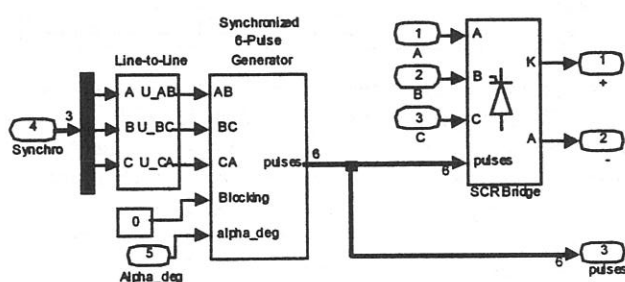 Synchronized
6-Pulse
Generator
Line-to-Line
3
4
Synchro
A U_AB
B U_BC
C U_CA
AB
BC
CA
pulses
Blocking
alpha_deg
0
5
Alpha_deg
6
1
A
2
B
3
C
A
B
C
pulses
K
A
6
SCR Bridge
1
+
2
-
6
3
pulses